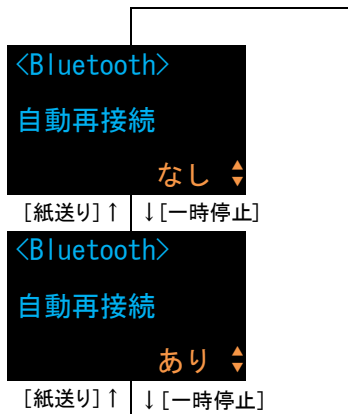 <Bluetooth>
自動再接続
なし
[紙送り]↑ ↓[一時停止]
<Bluetooth>
自動再接続
あり
[紙送り]↑ ↓[一時停止]